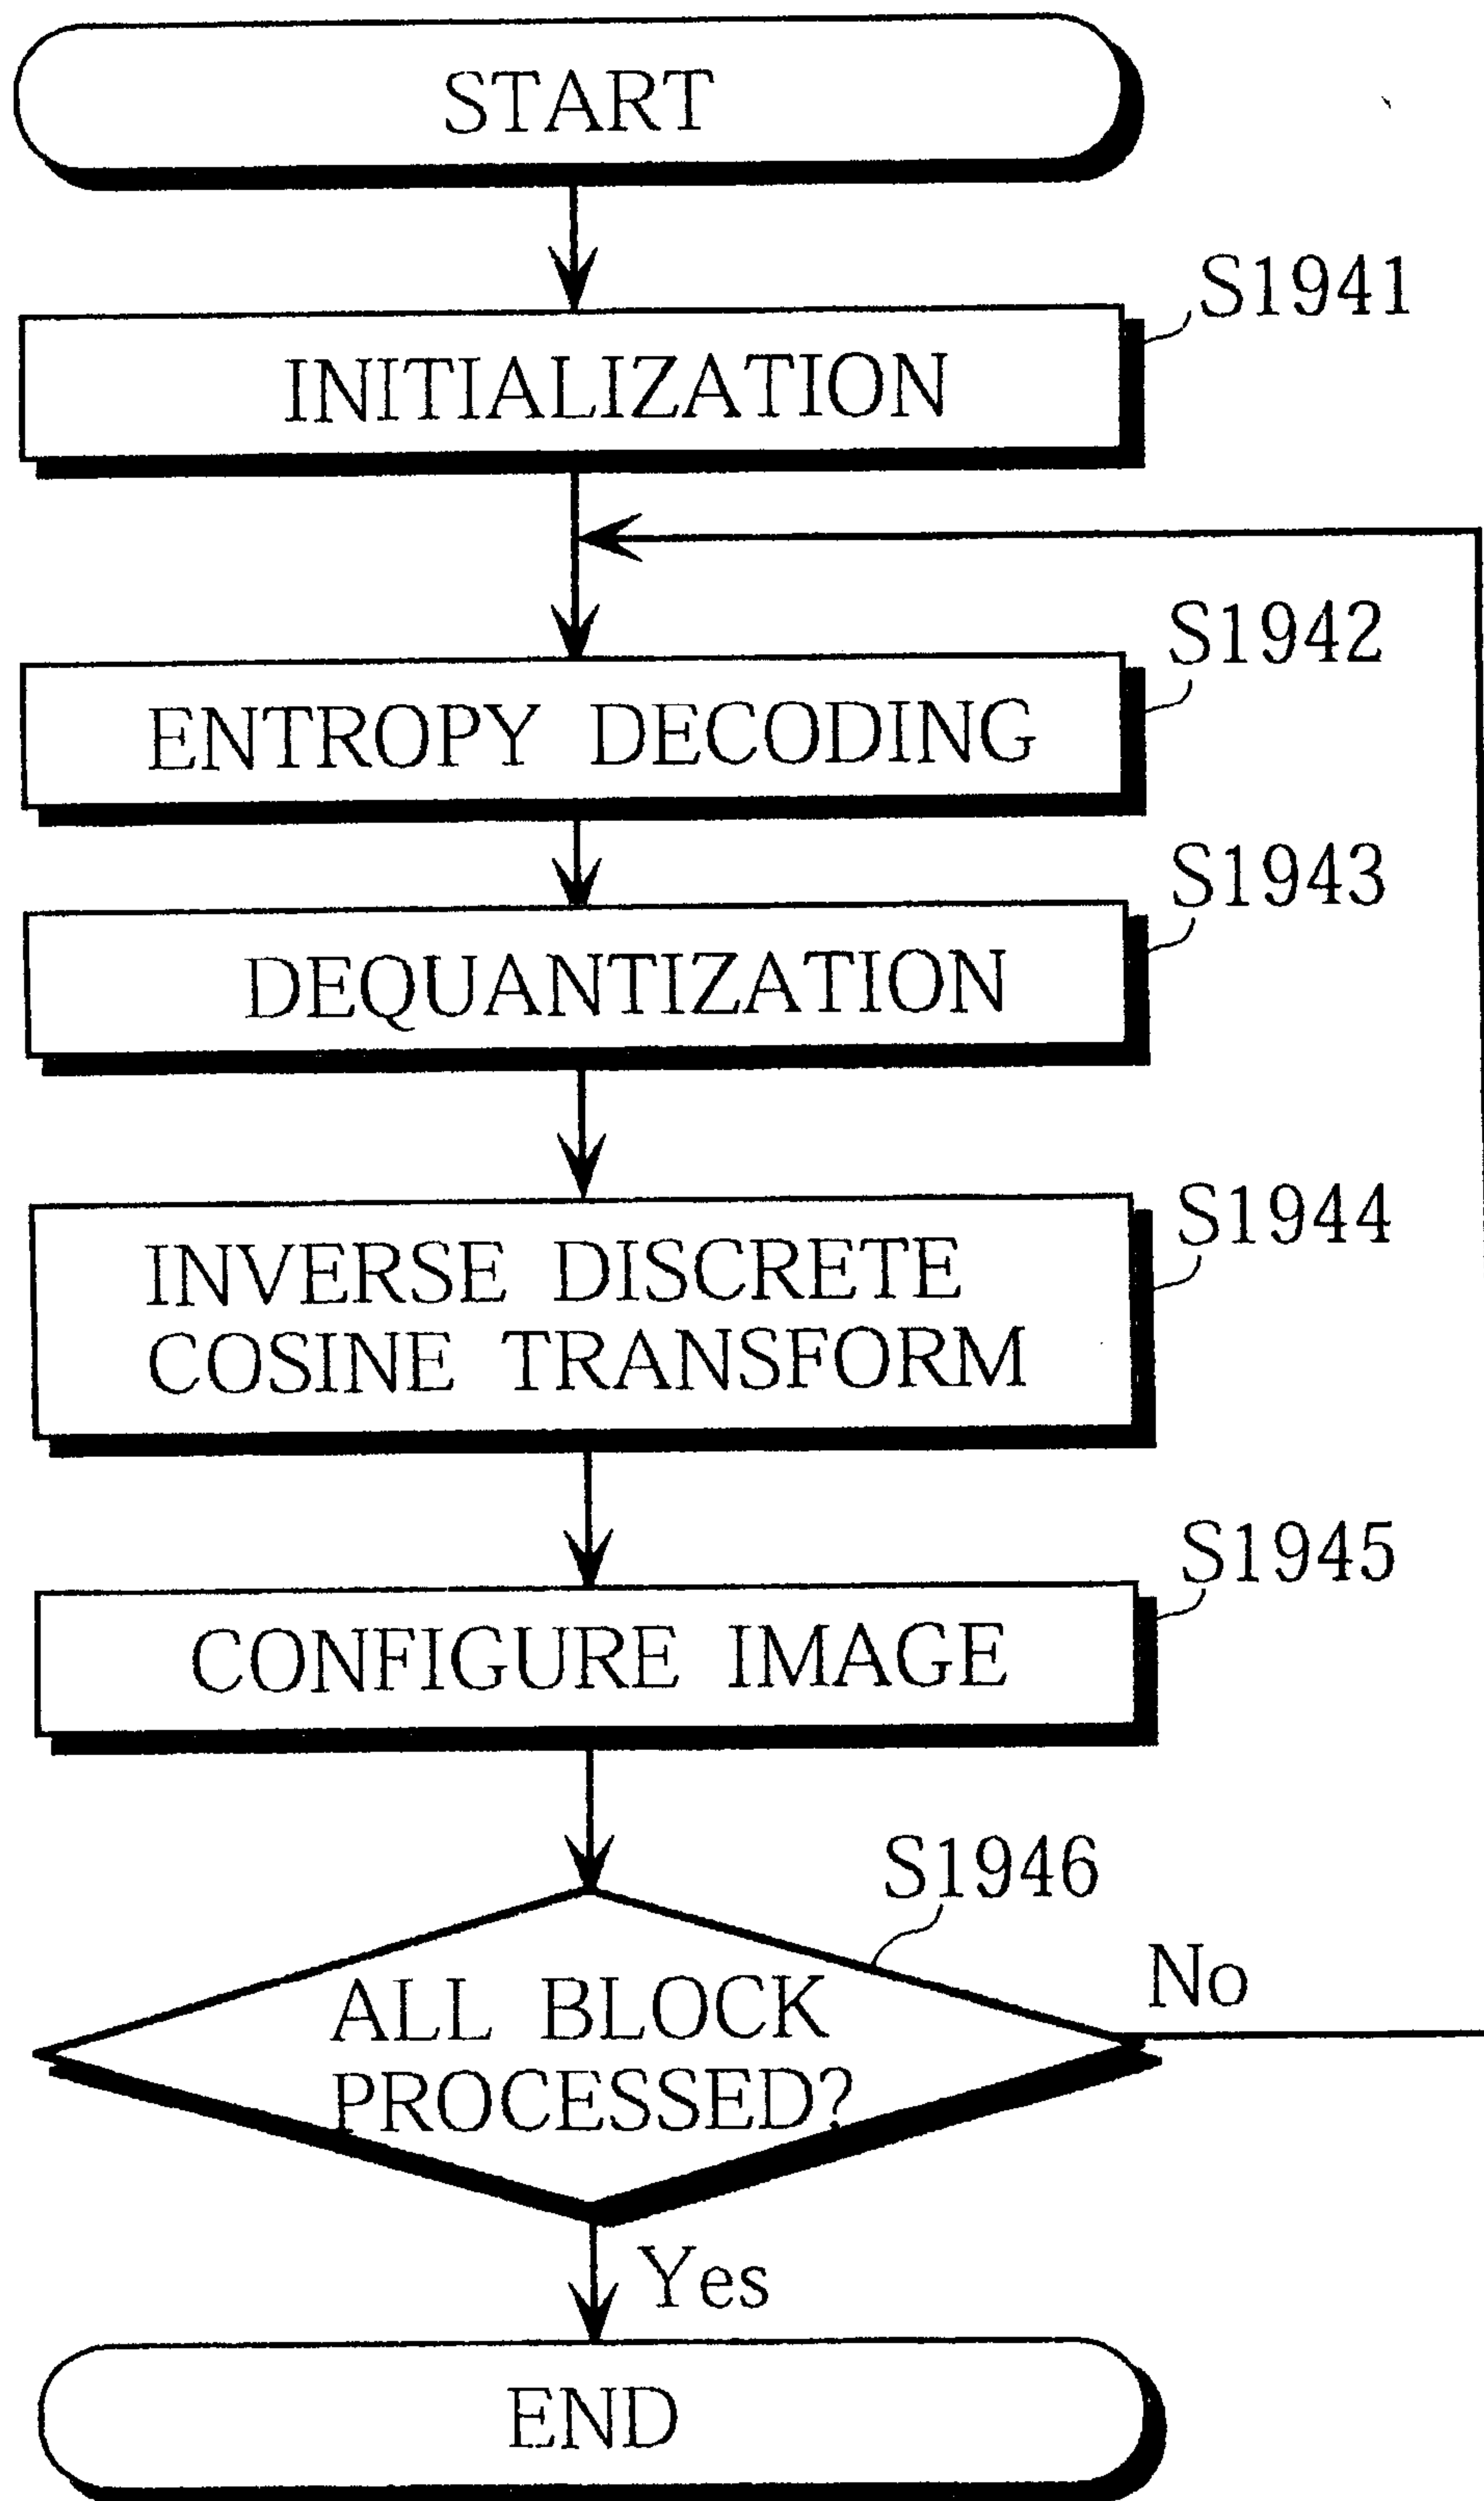 START
S1941
INITIALIZATION
S1942
ENTROPY DECODING
S1943
DEQUANTIZATION
S1944
INVERSE DISCRETE
COSINE TRANSFORM
S1945
CONFIGURE IMAGE
S1946
ALL BLOCK
PROCESSED?
No
Yes
END